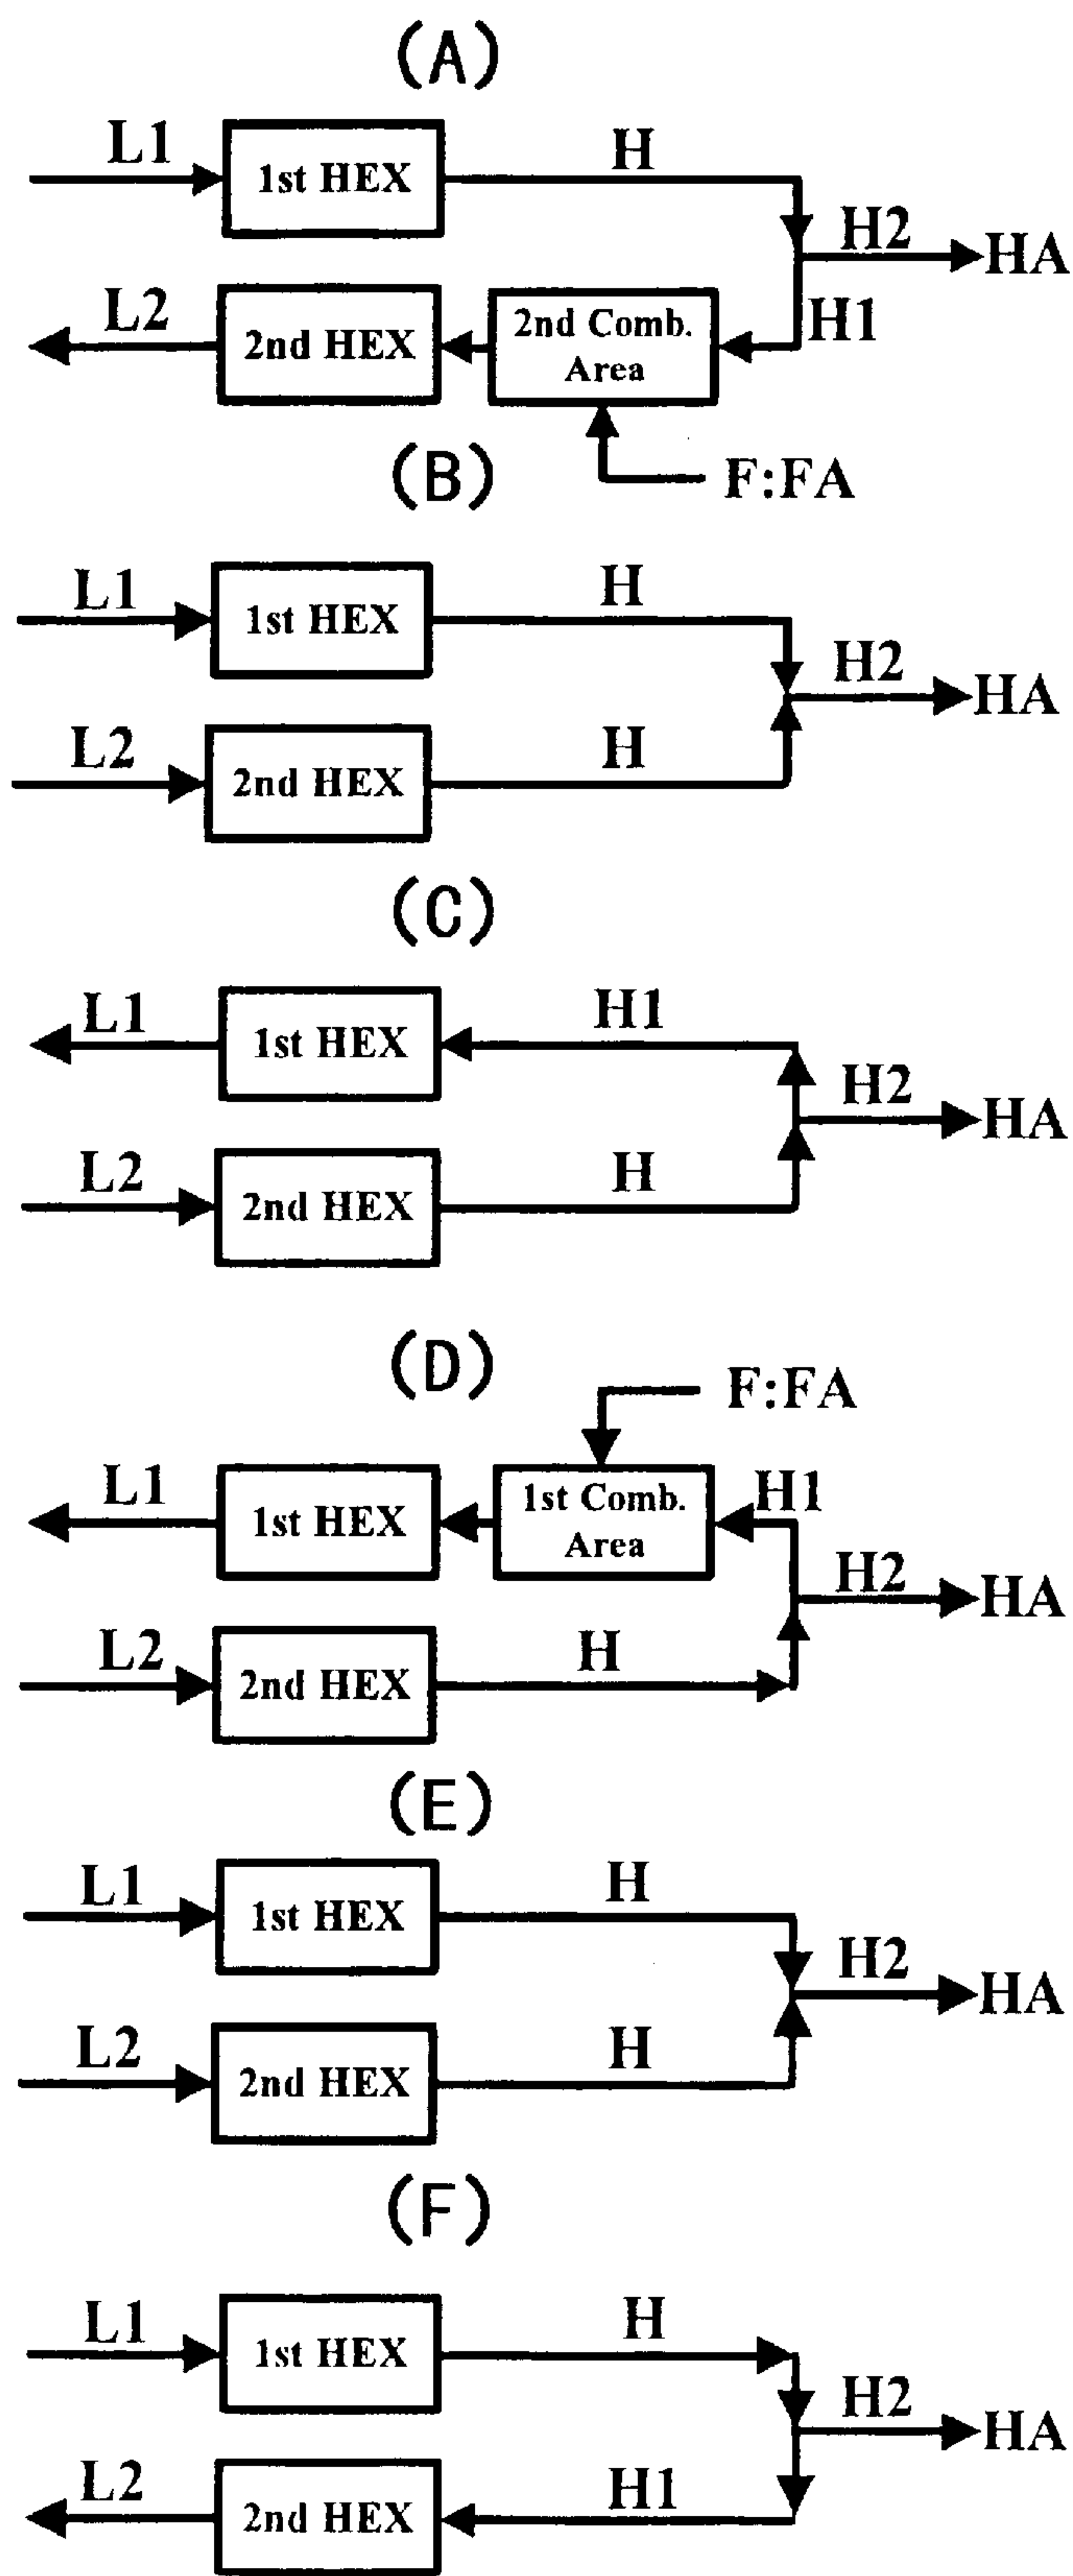 (A)
L1
1st HEX
H
H2
HA
L2
2nd HEX
2nd Comb.
Area
H1
F:FA
(B)
L1
1st HEX
H
H2
HA
L2
2nd HEX
H
(C)
L1
1st HEX
H1
H2
HA
L2
2nd HEX
H
(D)
F:FA
L1
1st HEX
1st Comb.
Area
H1
H2
HA
L2
2nd HEX
H
(E)
L1
1st HEX
H
H2
HA
L2
2nd HEX
H
(F)
L1
1st HEX
H
H2
HA
L2
2nd HEX
H1